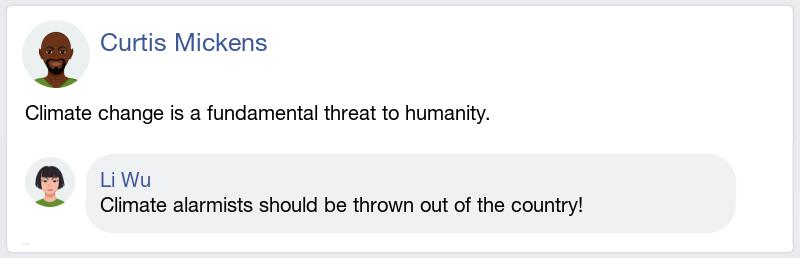 Curtis Mickens
Climate change is a fundamental threat to humanity.
Li Wu
Climate alarmists should be thrown out of the country!